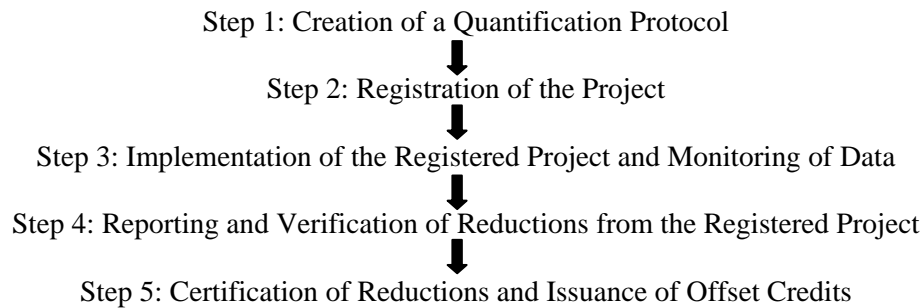 Step 1: Creation of a Quantification Protocol
Step 2: Registration of the Project
Step 3: Implementation of the Registered Project and Monitoring of Data
Step 4: Reporting and Verification of Reductions from the Registered Project
Step 5: Certification of Reductions and Issuance of Offset Credits